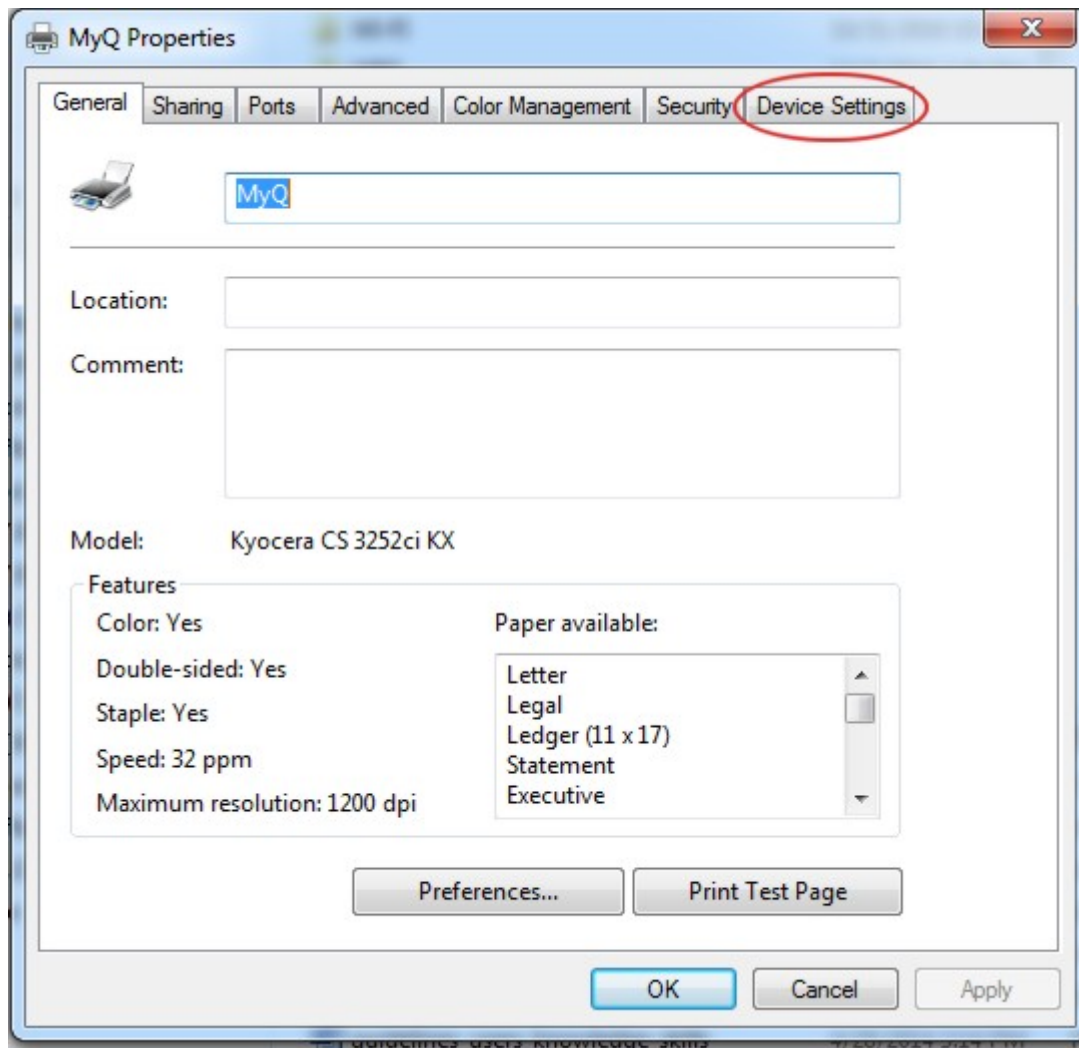 MyQ Properties
General Sharing Ports Advanced Color Management Security Device Settings
MyQ
Location:
Comment:
Model: Kyocera CS 3252ci KX
Features
Color: Yes
Double-sided: Yes
Staple: Yes
Speed: 32 ppm
Maximum resolution: 1200 dpi
Paper available:
Letter
Legal
Ledger (11 x 17)
Statement
Executive
Preferences... Print Test Page
OK Cancel Apply